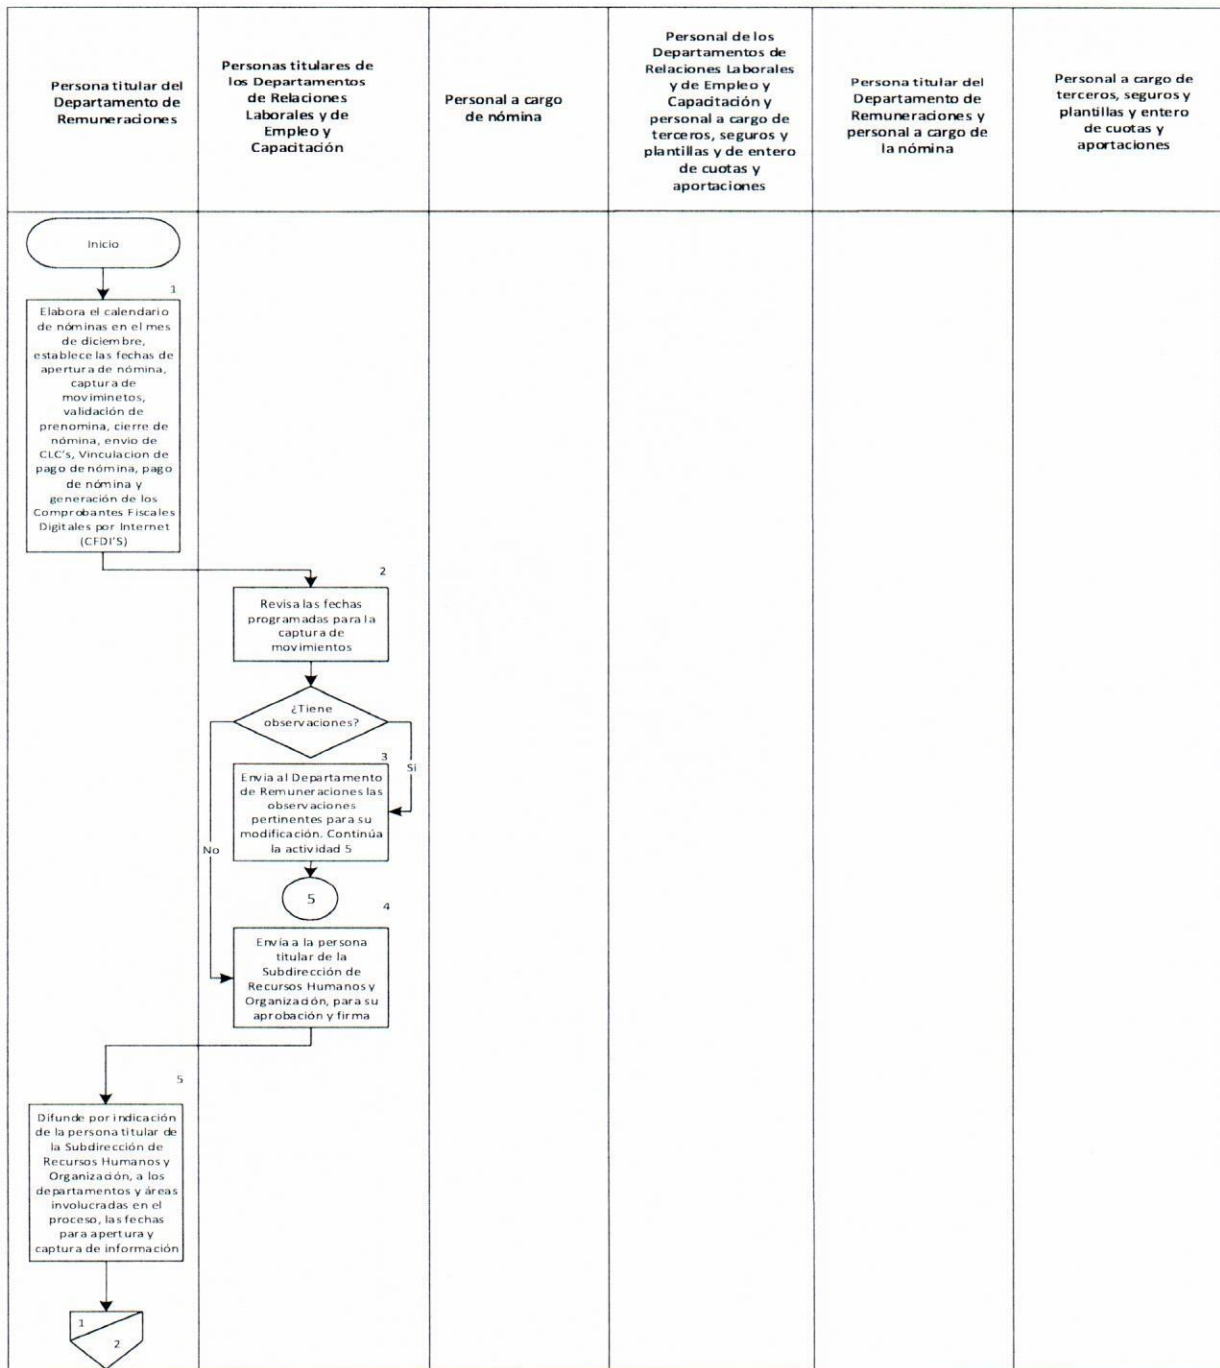 Persona titular del
Departamento de
Remuneraciones
Personas titulares de
los Departamentos
de Relaciones
Laborales y de
Empleo y
Capacitación
Personal a cargo
de nómina
Personal de los
Departamentos de
Relaciones Laborales
y de Empleo y
Capacitación y
personal a cargo de
terceros, seguros y
plantillas y de entero
de cuotas y
aportaciones
Persona titular del
Departamento de
Remuneraciones y
personal a cargo de
la nómina
Personal a cargo de
terceros, seguros y
plantillas y entero
de cuotas y
aportaciones
Inicio
1
Elabora el calendario
de nóminas en el mes
de diciembre,
establece las fechas de
apertura de nómina,
captura de
moviminetos,
validación de
prenomina, cierre de
nómina, envio de
CLC's, Vinculacion de
pago de nómina, pago
de nómina y
generación de los
Comprobantes Fiscales
Digitales por Internet
(CFDI'S)
2
Revisa las fechas
programadas para la
captura de
movimientos
¿Tiene
observaciones?
Si
3
Envia al Departamento
de Remuneraciones las
observaciones
pertinentes para su
modificación. Continúa
la actividad 5
No
5
4
Envía a la persona
titular de la
Subdirección de
Recursos Humanos y
Organización, para su
aprobación y firma
5
Difunde por indicación
de la persona titular de
la Subdirección de
Recursos Humanos y
Organización, a los
departamentos y áreas
involucradas en el
proceso, las fechas
para apertura y
captura de información
1
2